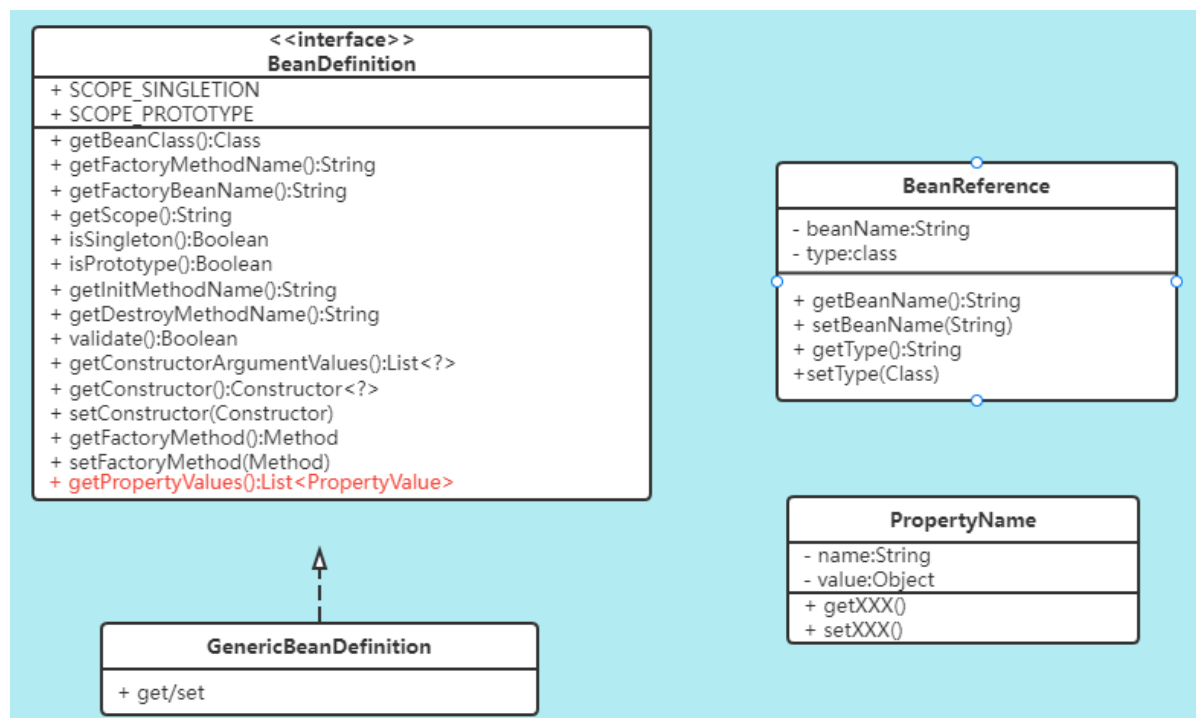 <<interface>>
BeanDefinition
+ SCOPE_SINGLETION
+ SCOPE_PROTOTYPE
+ getBeanClass():Class
+ getFactoryMethodName():String
+ getFactoryBeanName():String
+ getScope():String
+ isSingleton():Boolean
+ isPrototype():Boolean
+ getInitMethodName():String
+ getDestroyMethodName():String
+ validate():Boolean
+ getConstructorArgumentValues():List<?>
+ getConstructor():Constructor<?>
+ setConstructor(Constructor)
+ getFactoryMethod():Method
+ setFactoryMethod(Method)
+ getPropertyValues():List<PropertyValue>
GenericBeanDefinition
+ get/set
BeanReference
- beanName:String
- type:class
+ getBeanName():String
+ setBeanName(String)
+ getType():String
+setType(Class)
PropertyName
- name:String
- value:Object
+ getXXX()
+ setXXX()